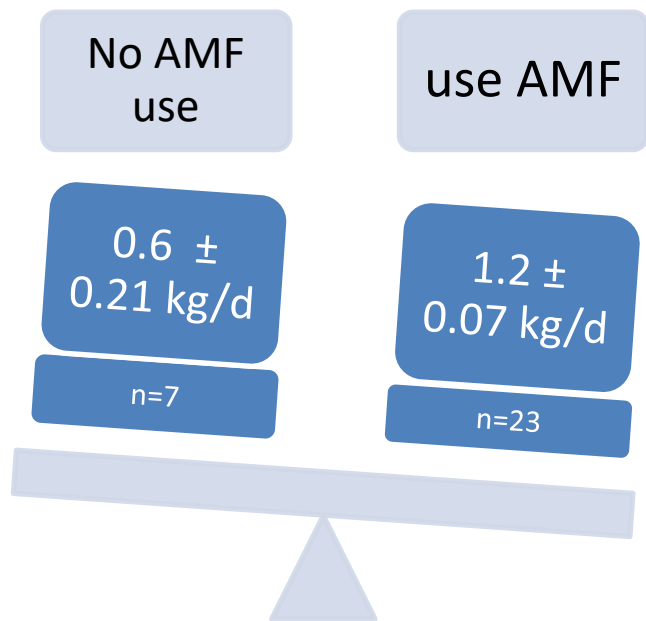 No AMF
use
use AMF
0.6 ±
0.21 kg/d
1.2 ±
0.07 kg/d
n=7
n=23